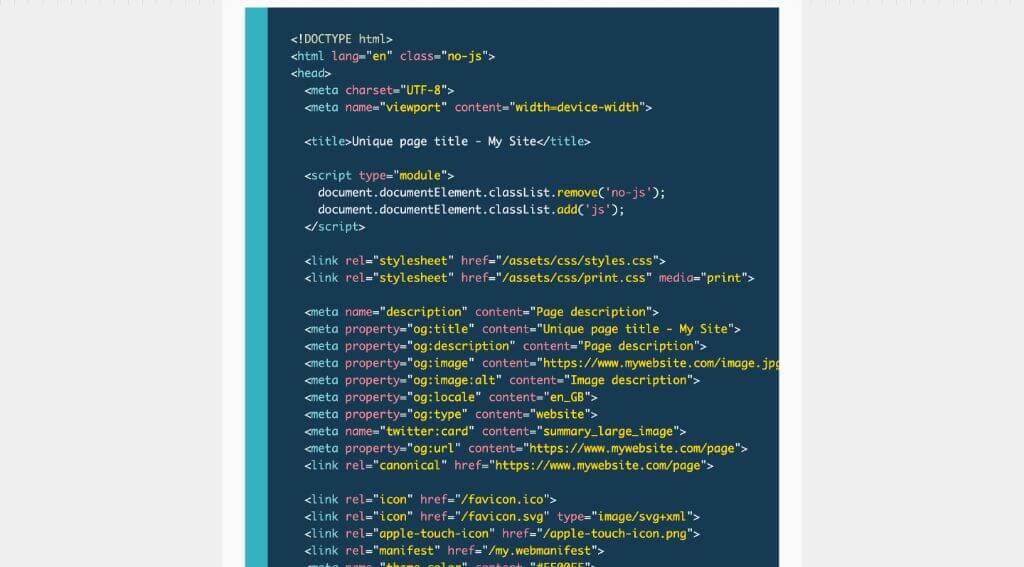 <!DOCTYPE html>
<html lang="en" class="no-js">
<head>
  <meta charset="UTF-8">
  <meta name="viewport" content="width=device-width">

  <title>Unique page title - My Site</title>

  <script type="module">
    document.documentElement.classList.remove('no-js');
    document.documentElement.classList.add('js');
  </script>

  <link rel="stylesheet" href="/assets/css/styles.css">
  <link rel="stylesheet" href="/assets/css/print.css" media="print">

  <meta name="description" content="Page description">
  <meta property="og:title" content="Unique page title - My Site">
  <meta property="og:description" content="Page description">
  <meta property="og:image" content="https://www.mywebsite.com/image.jpg
  <meta property="og:image:alt" content="Image description">
  <meta property="og:locale" content="en_GB">
  <meta property="og:type" content="website">
  <meta name="twitter:card" content="summary_large_image">
  <meta property="og:url" content="https://www.mywebsite.com/page">
  <link rel="canonical" href="https://www.mywebsite.com/page">

  <link rel="icon" href="/favicon.ico">
  <link rel="icon" href="/favicon.svg" type="image/svg+xml">
  <link rel="apple-touch-icon" href="/apple-touch-icon.png">
  <link rel="manifest" href="/my.webmanifest">
  <meta name="theme-color" content="#FF00FF">